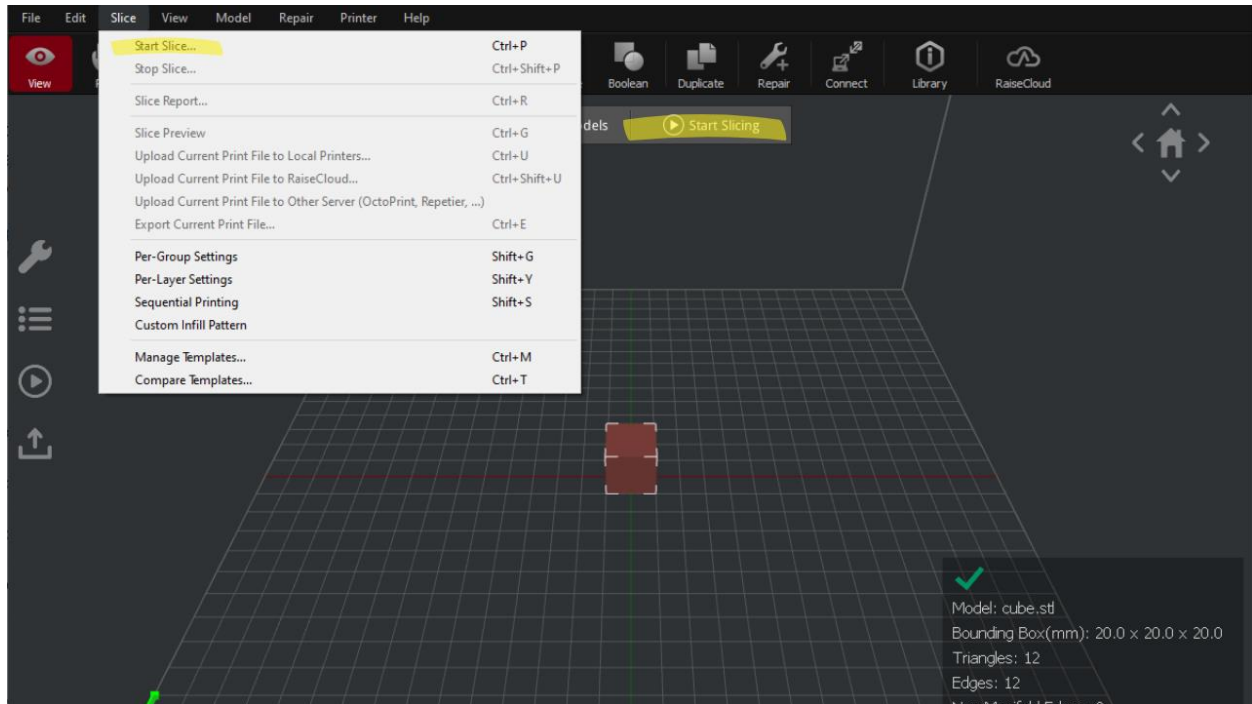 File Edit Slice View Model Repair Printer Help
View
Boolean Duplicate Repair Connect Library RaiseCloud
Start Slice... Ctrl+P
Stop Slice... Ctrl+Shift+P
Slice Report... Ctrl+R
Slice Preview Ctrl+G
Upload Current Print File to Local Printers... Ctrl+U
Upload Current Print File to RaiseCloud... Ctrl+Shift+U
Upload Current Print File to Other Server (OctoPrint, Repetier, ...)
Export Current Print File... Ctrl+E
Per-Group Settings Shift+G
Per-Layer Settings Shift+Y
Sequential Printing Shift+S
Custom Infill Pattern
Manage Templates... Ctrl+M
Compare Templates... Ctrl+T
dels Start Slicing
Model: cube.stl
Bounding Box(mm): 20.0 x 20.0 x 20.0
Triangles: 12
Edges: 12